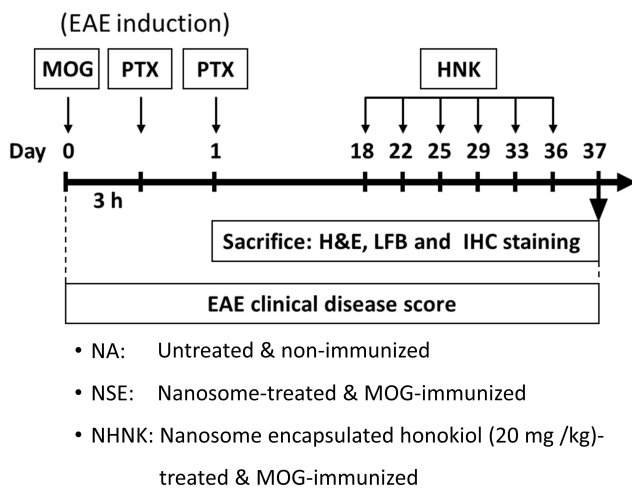 (EAE induction)
MOG PTX PTX HNK
Day 0 1 18 22 25 29 33 36 37
3 h
Sacrifice: H&E, LFB and IHC staining
EAE clinical disease score
• NA: Untreated & non-immunized
• NSE: Nanosome-treated & MOG-immunized
• NHNK: Nanosome encapsulated honokiol (20 mg /kg)-
treated & MOG-immunized